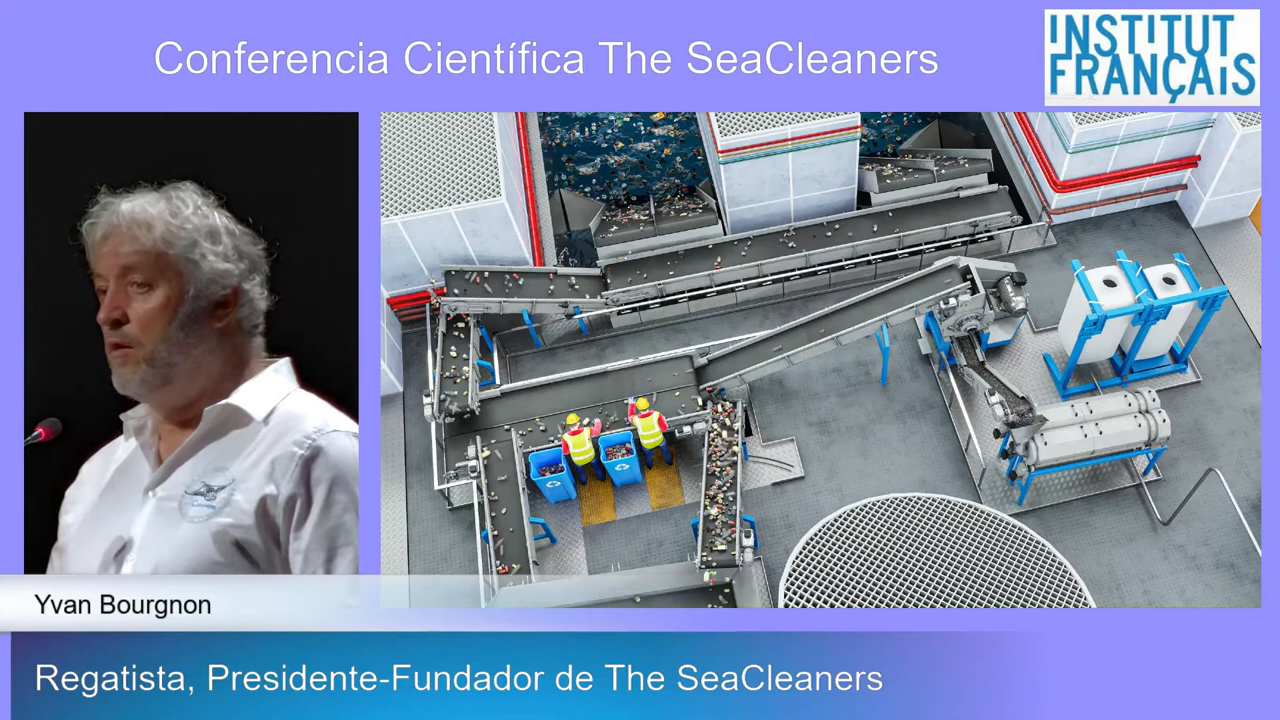 Conferencia Científica The SeaCleaners
INSTITUT
FRANÇAIS
Yvan Bourgnon
Regatista, Presidente-Fundador de The SeaCleaners